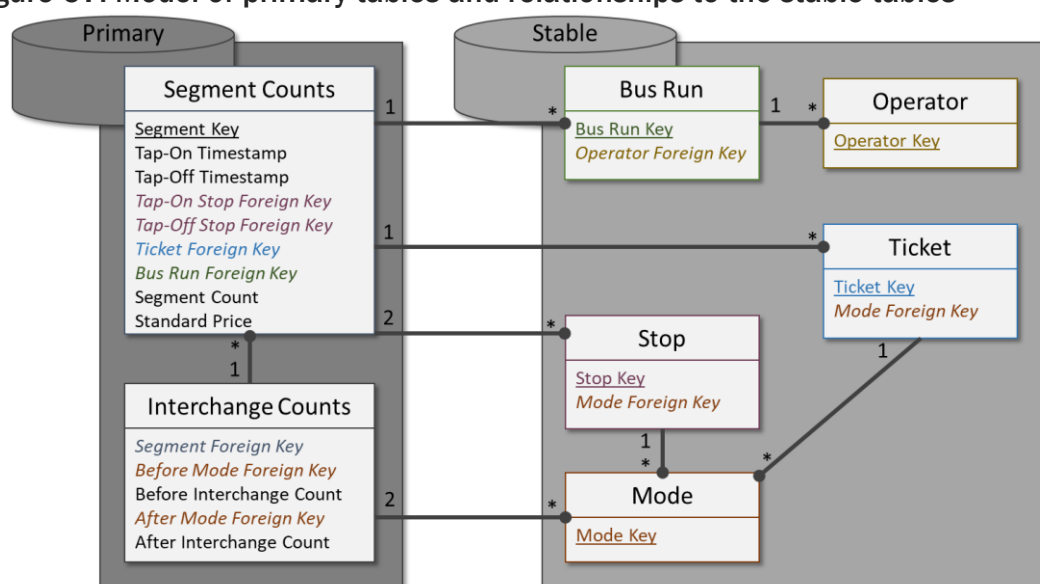 gure 6.: Model of primary tables and relationships to the stable tables
Primary
Segment Counts
Segment Key
Tap-On Timestamp
Tap-Off Timestamp
Tap-On Stop Foreign Key
Tap-Off Stop Foreign Key
Ticket Foreign Key
Bus Run Foreign Key
Segment Count
Standard Price
*
1
Interchange Counts
Segment Foreign Key
Before Mode Foreign Key
Before Interchange Count
After Mode Foreign Key
After Interchange Count
1
*
1
*
2
*
2
*
Stable
Bus Run
Bus Run Key
Operator Foreign Key
1
*
Operator
Operator Key
Ticket
Ticket Key
Mode Foreign Key
1
*
Stop
Stop Key
Mode Foreign Key
1
*
Mode
Mode Key